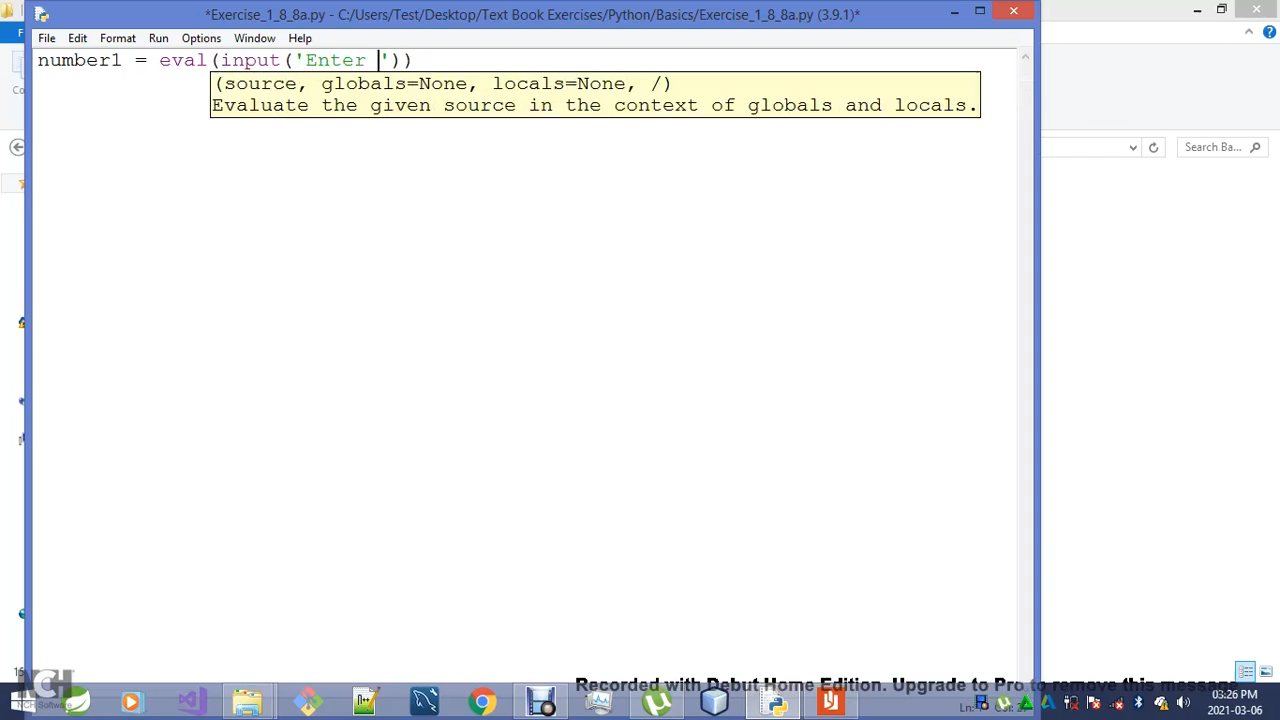 *Exercise_1_8_8a.py - C:/Users/Test/Desktop/Text Book Exercises/Python/Basics/Exercise_1_8_8a.py (3.9.1)*
File Edit Format Run Options Window Help
number1 = eval(input('Enter '))
(source, globals=None, locals=None, /)
Evaluate the given source in the context of globals and locals.
Search Ba...
NCH
NCH Software
Recorded with Debut Home Edition. Upgrade to Pro to remove this message
03:26 PM
2021-03-06